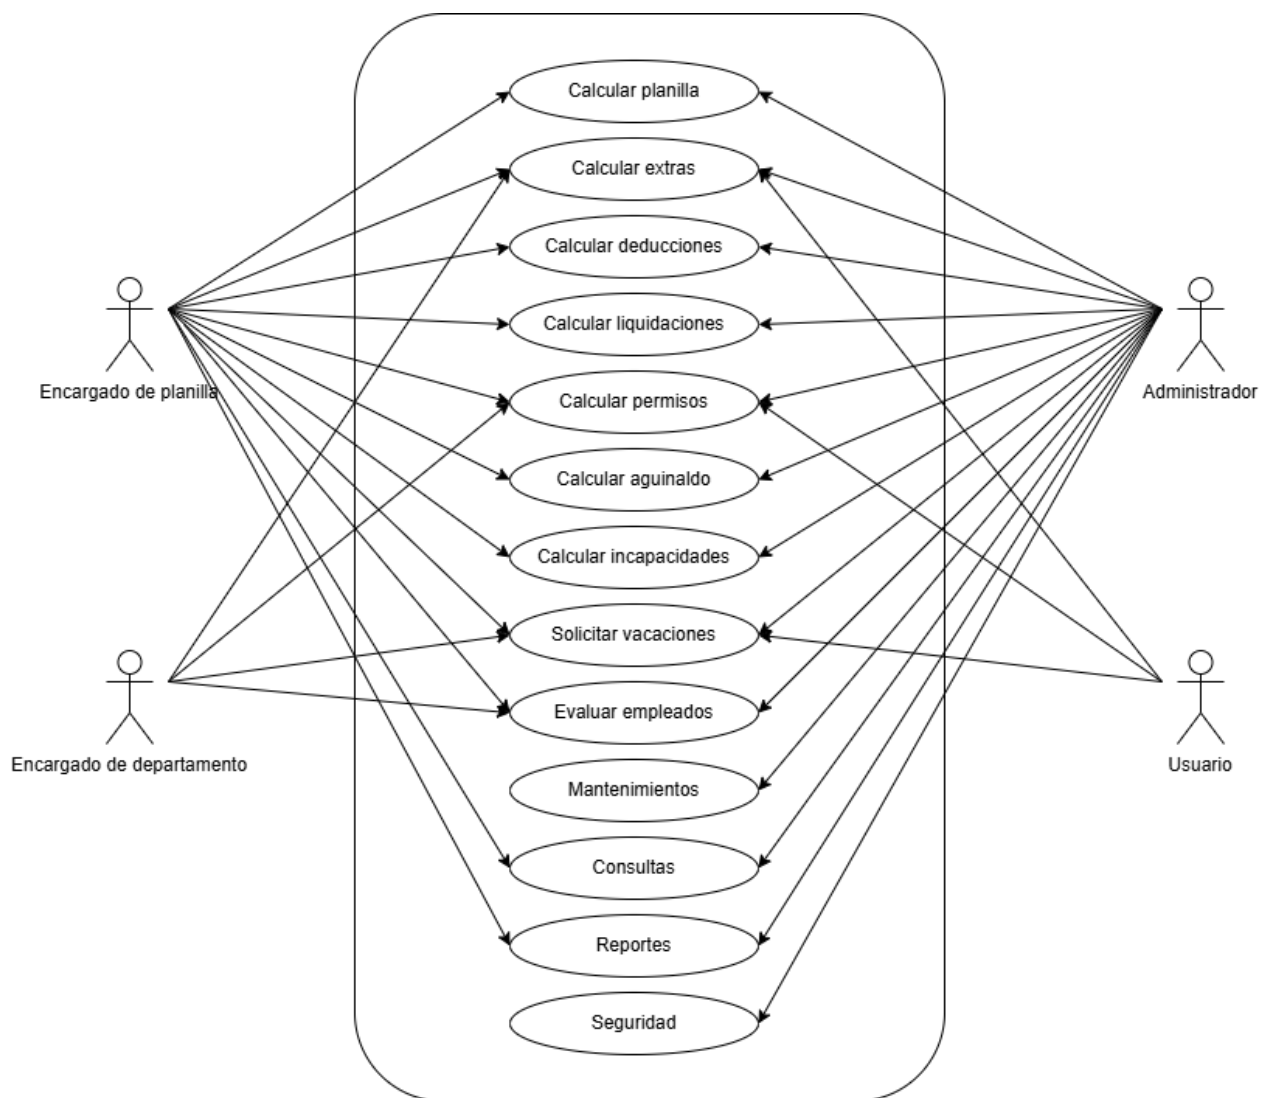 Calcular planilla
Calcular extras
Calcular deducciones
Calcular liquidaciones
Encargado de planilla
Calcular permisos
Administrador
Calcular aguinaldo
Calcular incapacidades
Solicitar vacaciones
Evaluar empleados
Encargado de departamento
Usuario
Mantenimientos
Consultas
Reportes
Seguridad